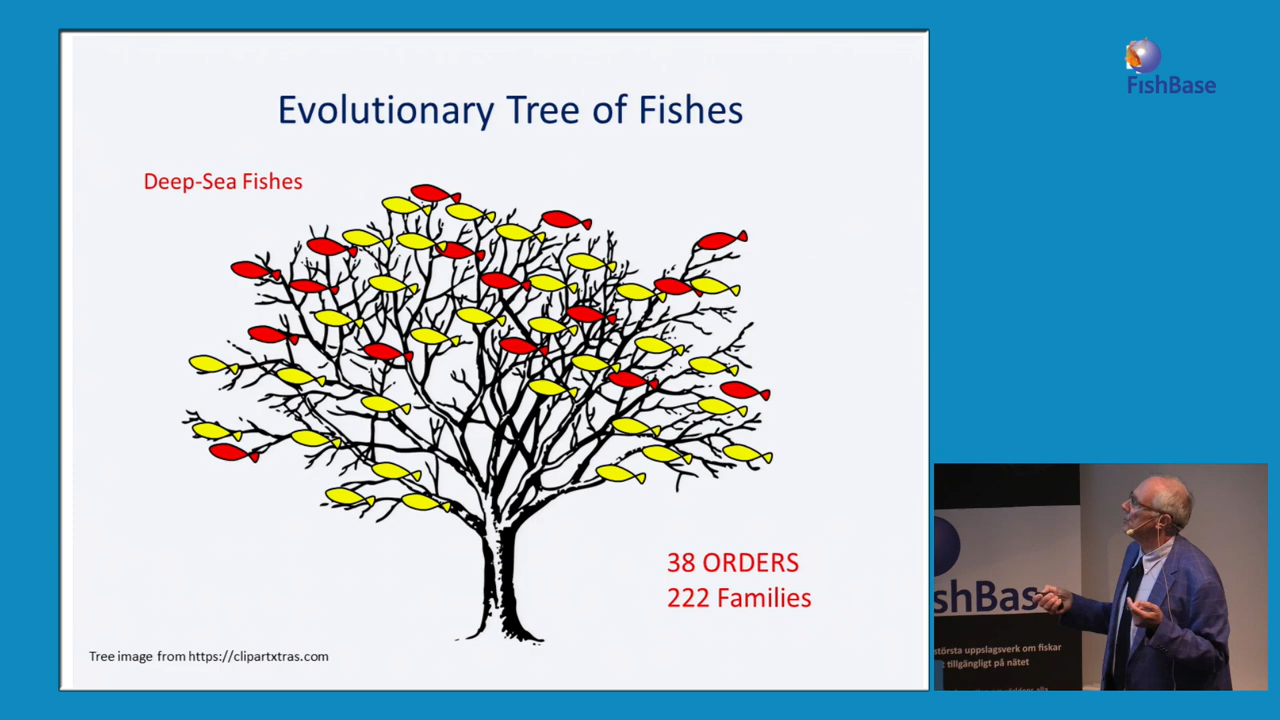 Evolutionary Tree of Fishes
FishBase
Deep-Sea Fishes
38 ORDERS
222 Families
Tree image from https://clipartxtras.com
shBas
största uppslagsverk om fiskar
tillgängligt på nätet